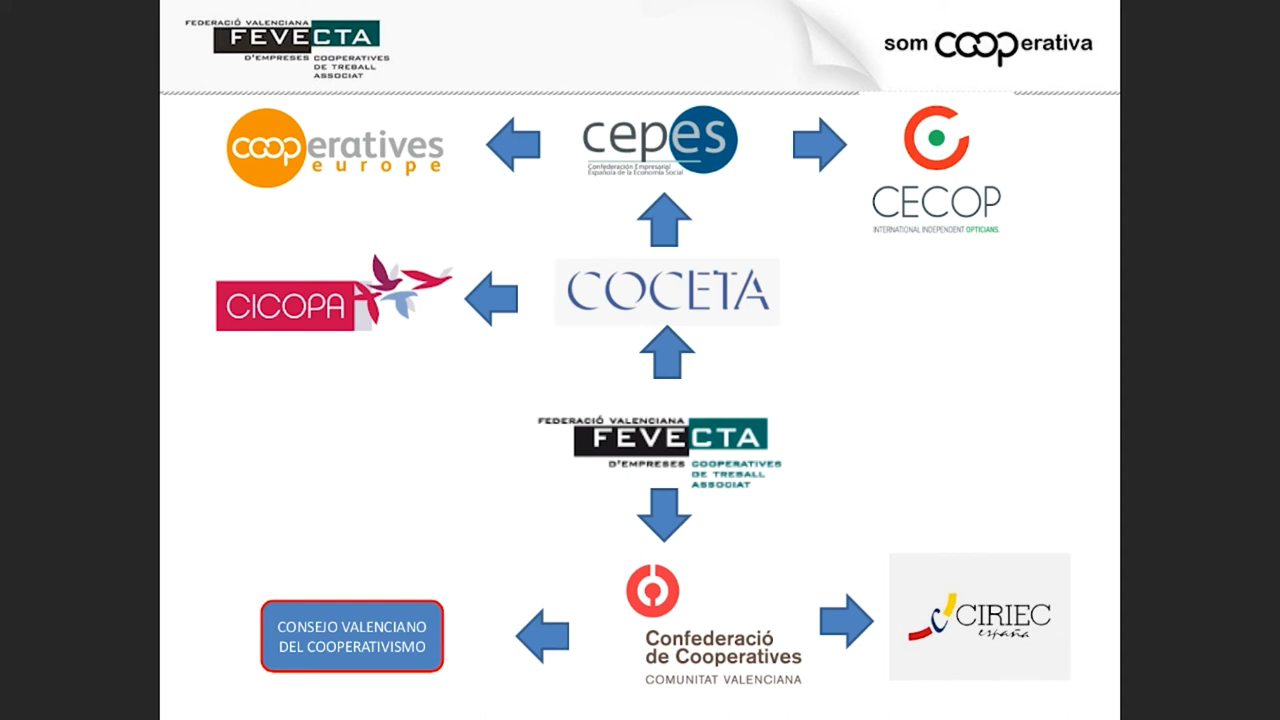 FEDERACIÓ VALENCIANA
FEVECTA
D'EMPRESES COOPERATIVES
DE TREBALL
ASSOCIAT
som COOPerativa
cooperatives
europe
cepes
Confederación Empresarial
Española de la Economía Social
CECOP
INTERNATIONAL INDEPENDENT OPTICIANS.
CICOPA
COCETA
FEDERACIÓ VALENCIANA
FEVECTA
D'EMPRESES COOPERATIVES
DE TREBALL
ASSOCIAT
CONSEJO VALENCIANO
DEL COOPERATIVISMO
Confederació
de Cooperatives
COMUNITAT VALENCIANA
CIRIEC
españa